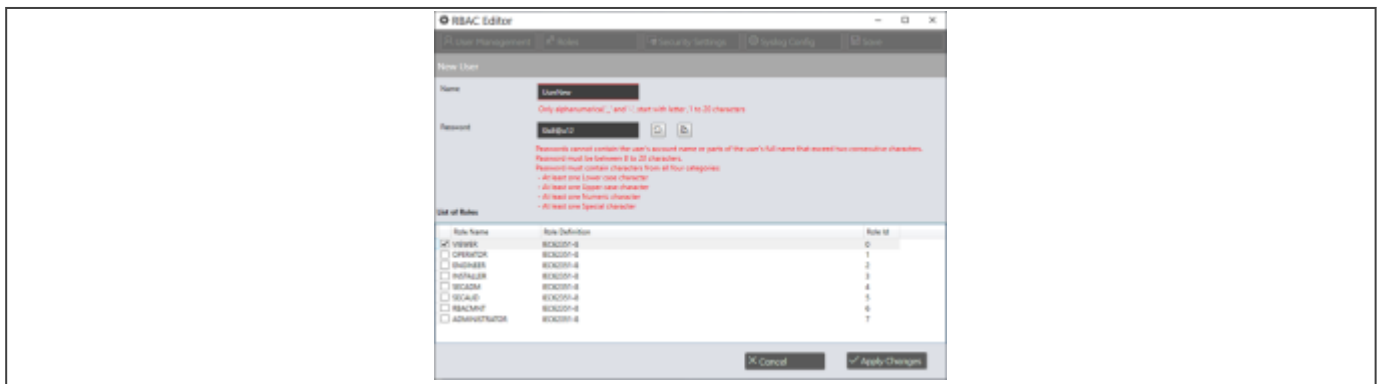 RBAC Editor
User Management Roles Security Settings Syslog Config Save
New User
Name
UserNew
Only alphanumerical '_' and '-', start with letter, 1 to 20 characters
Password
Passwords cannot contain the user's account name or parts of the user's full name that exceed two consecutive characters.
Password must be between 8 to 20 characters.
Password must contain characters from all four categories:
- At least one Lower case character
- At least one Upper case character
- At least one Numeric character
- At least one Special character
List of Roles
Role Name Role Definition Role Id
VIEWER IEC62351-8 0
OPERATOR IEC62351-8 1
ENGINEER IEC62351-8 2
INSTALLER IEC62351-8 3
SECADM IEC62351-8 4
SECAUD IEC62351-8 5
RBACMNT IEC62351-8 6
ADMINISTRATOR IEC62351-8 7
Cancel Apply Changes